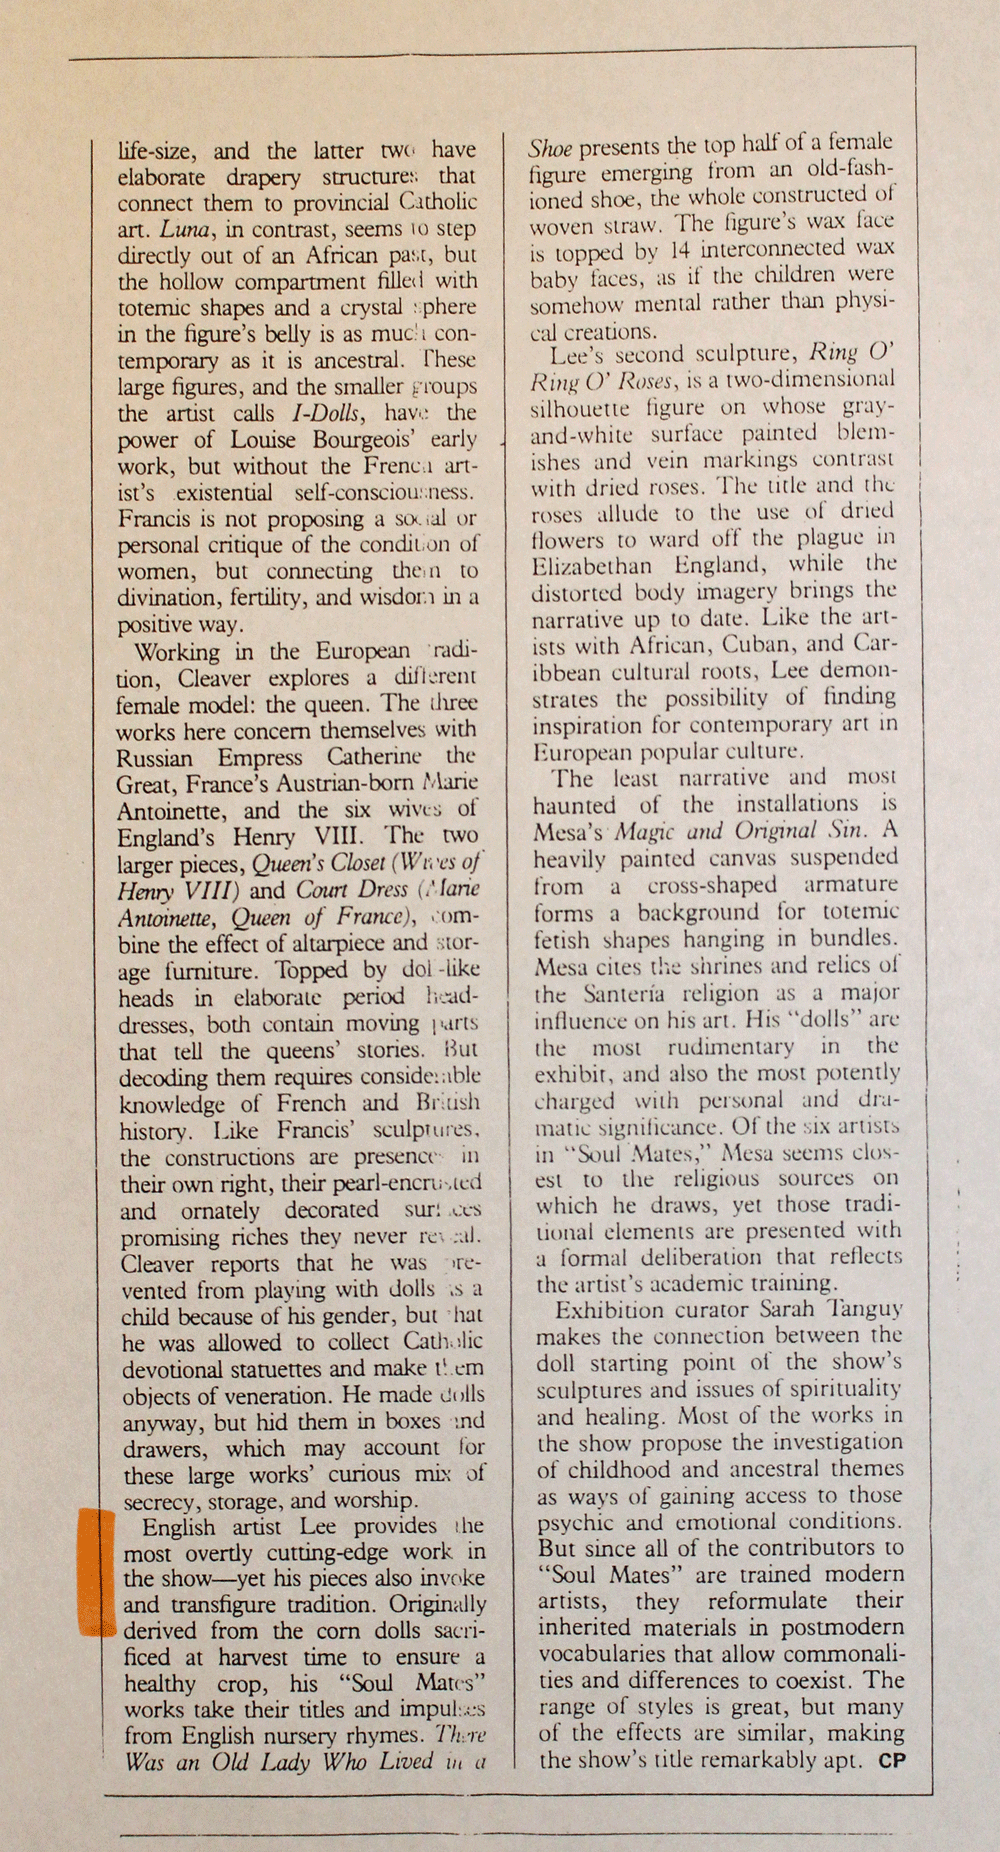 life-size, and the latter two have
elaborate drapery structures that
connect them to provincial Catholic
art. Luna, in contrast, seems to step
directly out of an African past, but
the hollow compartment filled with
totemic shapes and a crystal sphere
in the figure's belly is as much con-
temporary as it is ancestral. These
large figures, and the smaller groups
the artist calls I-Dolls, have the
power of Louise Bourgeois' early
work, but without the French art-
ist's existential self-consciousness.
Francis is not proposing a social or
personal critique of the condition of
women, but connecting them to
divination, fertility, and wisdom in a
positive way.
Working in the European tradi-
tion, Cleaver explores a different
female model: the queen. The three
works here concern themselves with
Russian Empress Catherine the
Great, France's Austrian-born Marie
Antoinette, and the six wives of
England's Henry VIII. The two
larger pieces, Queen's Closet (Wives of
Henry VIII) and Court Dress (Marie
Antoinette, Queen of France), com-
bine the effect of altarpiece and stor-
age furniture. Topped by doll-like
heads in elaborate period head-
dresses, both contain moving parts
that tell the queens' stories. But
decoding them requires considerable
knowledge of French and British
history. Like Francis' sculptures,
the constructions are presences in
their own right, their pearl-encrusted
and ornately decorated surfaces
promising riches they never reveal.
Cleaver reports that he was pre-
vented from playing with dolls as a
child because of his gender, but that
he was allowed to collect Catholic
devotional statuettes and make them
objects of veneration. He made dolls
anyway, but hid them in boxes and
drawers, which may account for
these large works' curious mix of
secrecy, storage, and worship.
English artist Lee provides the
most overtly cutting-edge work in
the show—yet his pieces also invoke
and transfigure tradition. Originally
derived from the corn dolls sacri-
ficed at harvest time to ensure a
healthy crop, his "Soul Mates"
works take their titles and impulses
from English nursery rhymes. There
Was an Old Lady Who Lived in a
Shoe presents the top half of a female
figure emerging from an old-fash-
ioned shoe, the whole constructed of
woven straw. The figure's wax face
is topped by 14 interconnected wax
baby faces, as if the children were
somehow mental rather than physi-
cal creations.
Lee's second sculpture, Ring O'
Ring O' Roses, is a two-dimensional
silhouette figure on whose gray-
and-white surface painted blem-
ishes and vein markings contrast
with dried roses. The title and the
roses allude to the use of dried
flowers to ward off the plague in
Elizabethan England, while the
distorted body imagery brings the
narrative up to date. Like the art-
ists with African, Cuban, and Car-
ibbean cultural roots, Lee demon-
strates the possibility of finding
inspiration for contemporary art in
European popular culture.
The least narrative and most
haunted of the installations is
Mesa's Magic and Original Sin. A
heavily painted canvas suspended
from a cross-shaped armature
forms a background for totemic
fetish shapes hanging in bundles.
Mesa cites the shrines and relics of
the Santería religion as a major
influence on his art. His "dolls" are
the most rudimentary in the
exhibit, and also the most potently
charged with personal and dra-
matic significance. Of the six artists
in "Soul Mates," Mesa seems clos-
est to the religious sources on
which he draws, yet those tradi-
tional elements are presented with
a formal deliberation that reflects
the artist's academic training.
Exhibition curator Sarah Tanguy
makes the connection between the
doll starting point of the show's
sculptures and issues of spirituality
and healing. Most of the works in
the show propose the investigation
of childhood and ancestral themes
as ways of gaining access to those
psychic and emotional conditions.
But since all of the contributors to
"Soul Mates" are trained modern
artists, they reformulate their
inherited materials in postmodern
vocabularies that allow commonali-
ties and differences to coexist. The
range of styles is great, but many
of the effects are similar, making
the show's title remarkably apt. CP